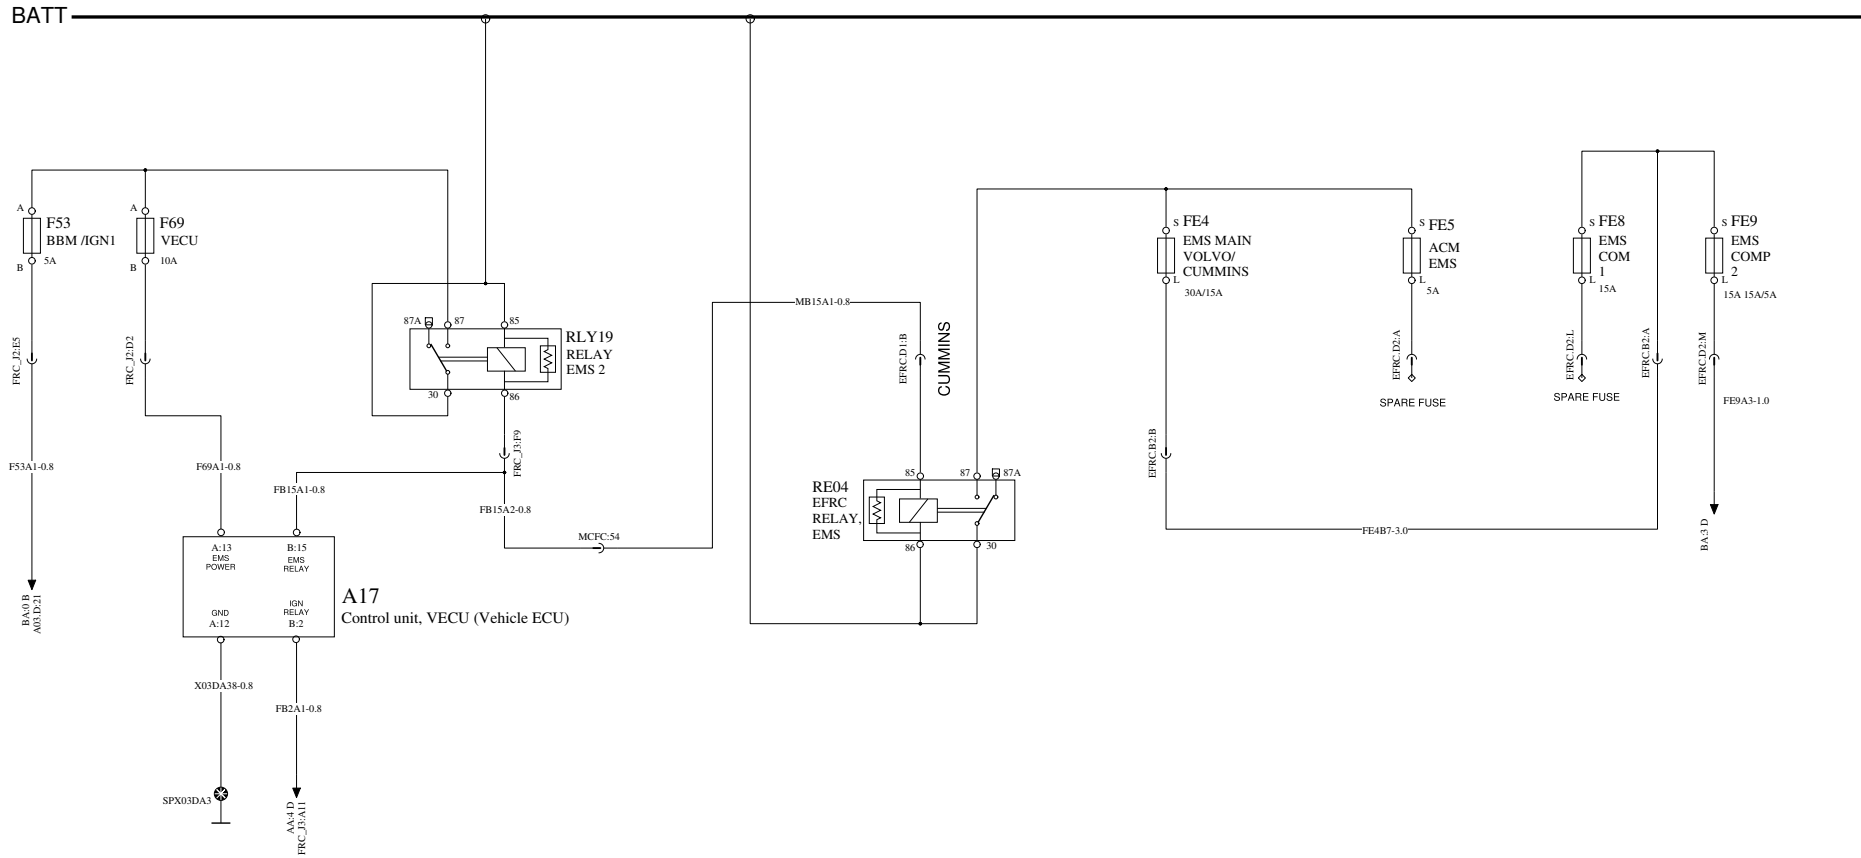 BATT
A
F53
BBM /IGN1
B
5A
A
F69
VECU
B
10A
FRC_J2:E5
FRC_J2:D2
F53A1-0.8
F69A1-0.8
BA:0 B
A03.D:21
87A
87
85
RLY19
RELAY
EMS 2
30
86
FRC_J3:F9
FB15A1-0.8
FB15A2-0.8
MCFC:54
A:13
EMS
POWER
B:15
EMS
RELAY
GND
A:12
IGN
RELAY
B:2
A17
Control unit, VECU (Vehicle ECU)
X03DA38-0.8
FB2A1-0.8
SPX03DA3
AA:4 D
FRC_J3:A11
MB15A1-0.8
EFRC.D1:B
CUMMINS
85
87
87A
RE04
EFRC
RELAY,
EMS
86
30
S
FE4
EMS MAIN
VOLVO/
CUMMINS
L
30A/15A
EFRC.B2:B
S
FE5
ACM
EMS
L
5A
EFRC.D2:A
SPARE FUSE
S
FE8
EMS
COM
1
L
15A
EFRC.D2:L
SPARE FUSE
EFRC.B2:A
S
FE9
EMS
COMP
2
L
15A 15A/5A
EFRC.D2:M
FE9A3-1.0
FE4B7-3.0
BA:3 D